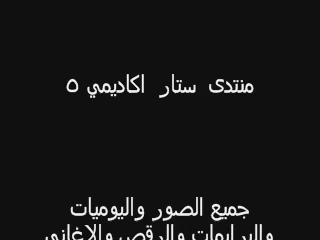 منتدى ستار اكاديمي ٥
جميع الصور واليوميات
والبرايمات والرقص والاغاني